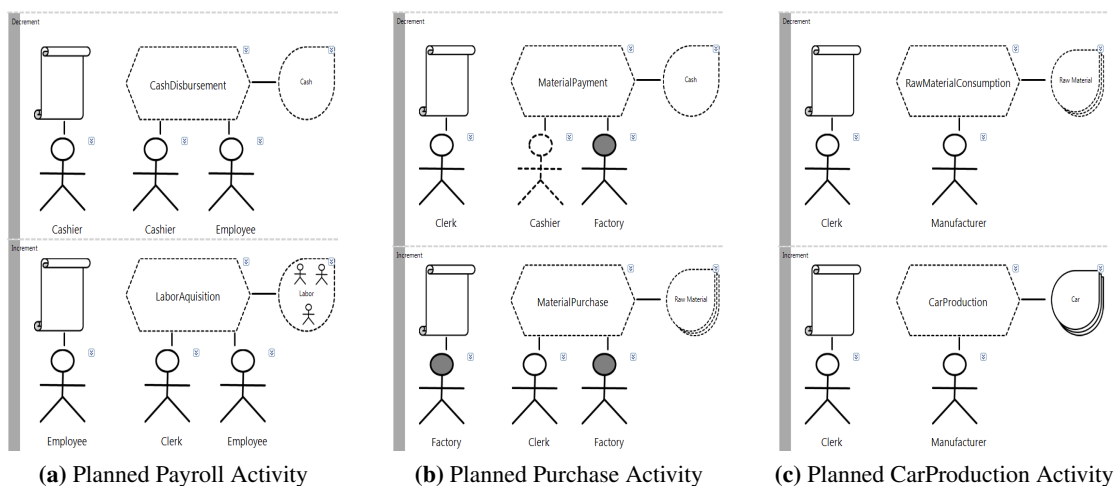 Decrement
CashDisbursement
Cash
Cashier
Cashier
Employee
Increment
LaborAquisition
Labor
Employee
Clerk
Employee
(a) Planned Payroll Activity
Decrement
MaterialPayment
Cash
Clerk
Cashier
Factory
Increment
MaterialPurchase
Raw Material
Factory
Clerk
Factory
(b) Planned Purchase Activity
Decrement
RawMaterialConsumption
Raw Material
Clerk
Manufacturer
Increment
CarProduction
Car
Clerk
Manufacturer
(c) Planned CarProduction Activity